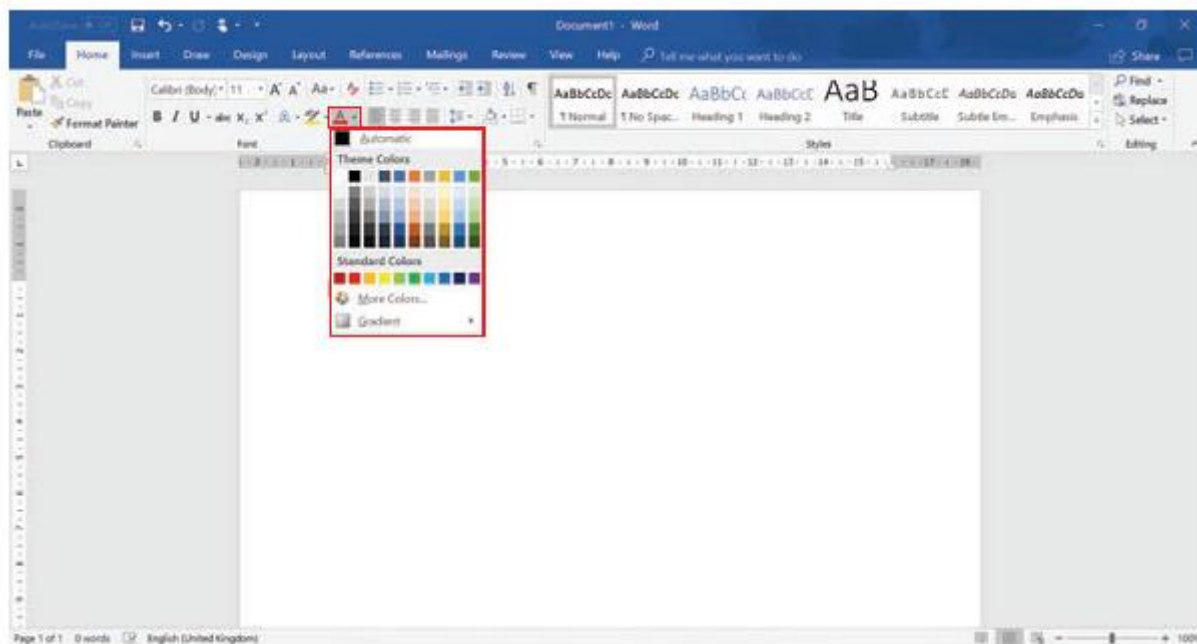 Document1 - Word
File Home Insert Draw Design Layout References Mailings Review View Help Tell me what you want to do Share
Cut
Copy
Paste
Format Painter
Calibri (Body) 11
AaBbCcDc AaBbCcDc AaBbCc AaBbCcC AaB AaBbCcC AaBbCcDc AaBbCcDc
¶ Normal ¶ No Spac... Heading 1 Heading 2 Title Subtitle Subtle Em... Emphasis
Find
Replace
Select
Clipboard Font Styles Editing
Automatic
Theme Colors
Standard Colors
More Colors...
Gradient
Page 1 of 1 0 words English (United Kingdom) 100%